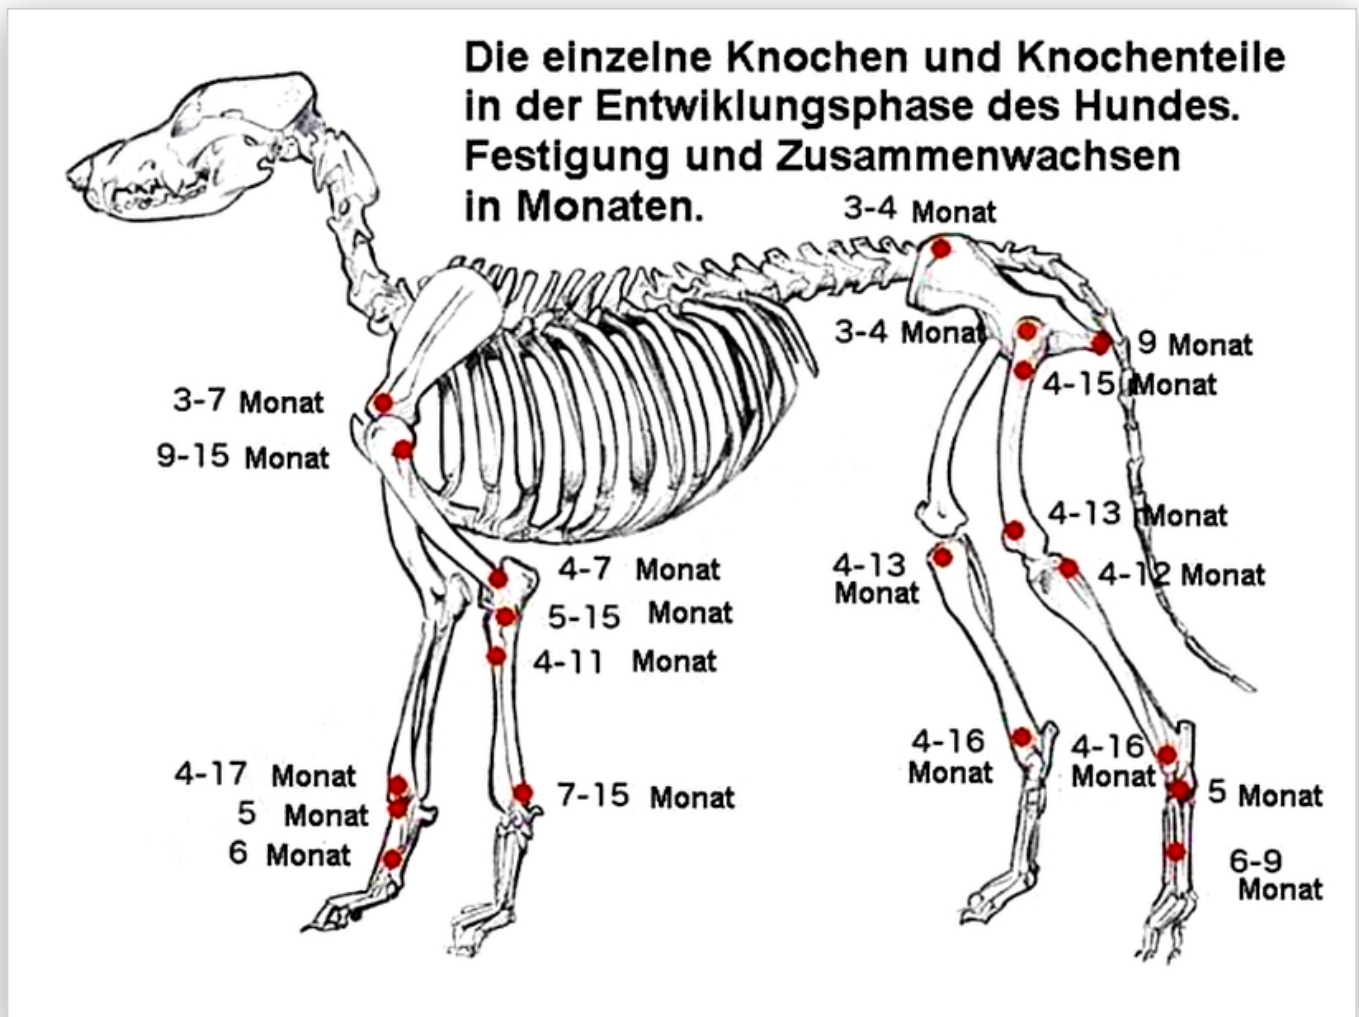 Die einzelne Knochen und Knochenteile
in der Entwiklungsphase des Hundes.
Festigung und Zusammenwachsen
in Monaten.
3-4 Monat
3-4 Monat
9 Monat
4-15 Monat
3-7 Monat
9-15 Monat
4-13 Monat
4-7 Monat
4-13
Monat
4-12 Monat
5-15 Monat
4-11 Monat
4-16
Monat
4-16
Monat
4-17 Monat
5 Monat
6 Monat
7-15 Monat
5 Monat
6-9
Monat